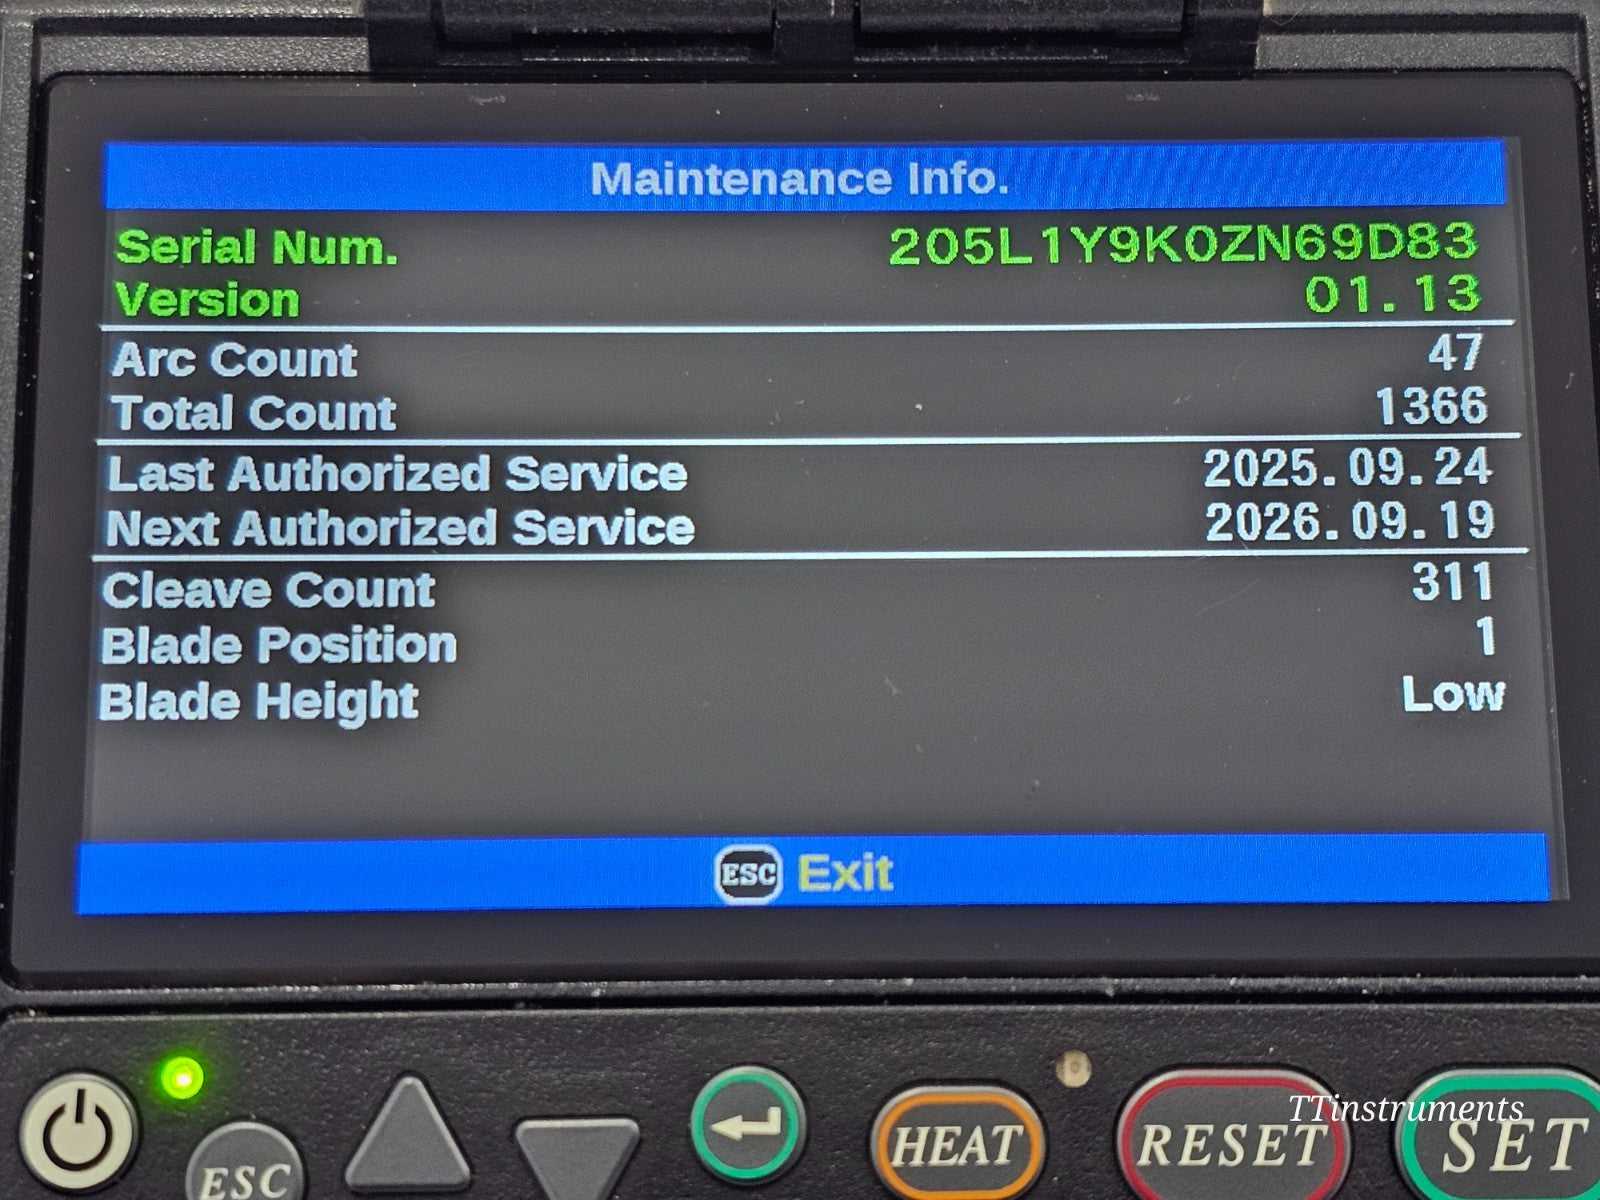 Maintenance Info.
Serial Num. 205L1Y9K0ZN69D83
Version 01.13
Arc Count 47
Total Count 1366
Last Authorized Service 2025.09.24
Next Authorized Service 2026.09.19
Cleave Count 311
Blade Position 1
Blade Height Low
ESC Exit
ESC HEAT RESET SET
TTinstruments